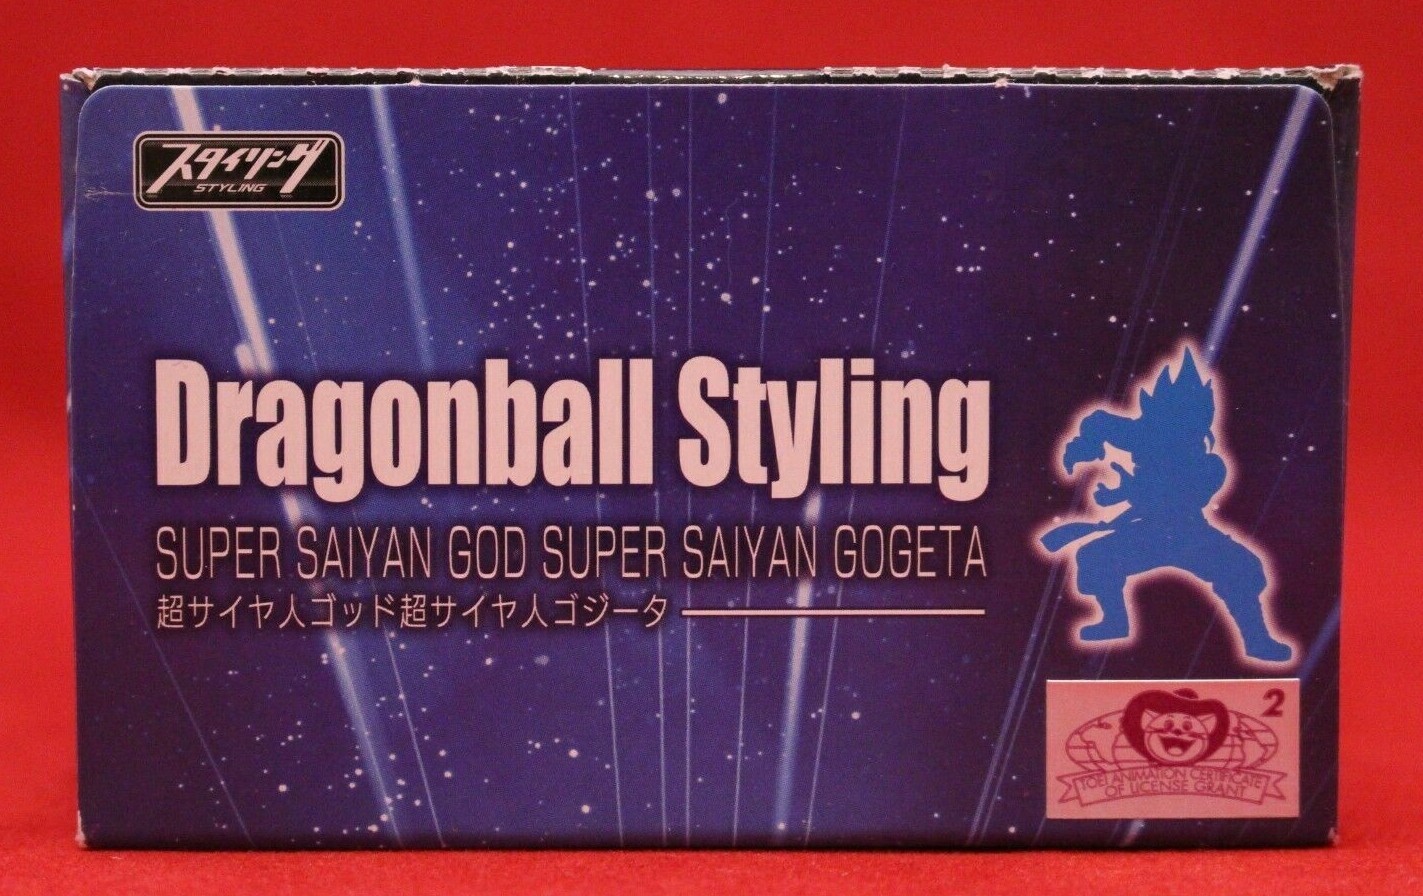 スタイリング
STYLING
Dragonball Styling
SUPER SAIYAN GOD SUPER SAIYAN GOGETA
超サイヤ人ゴッド超サイヤ人ゴジータ
2
TOEI ANIMATION CERTIFICATE
OF LICENSE GRANT